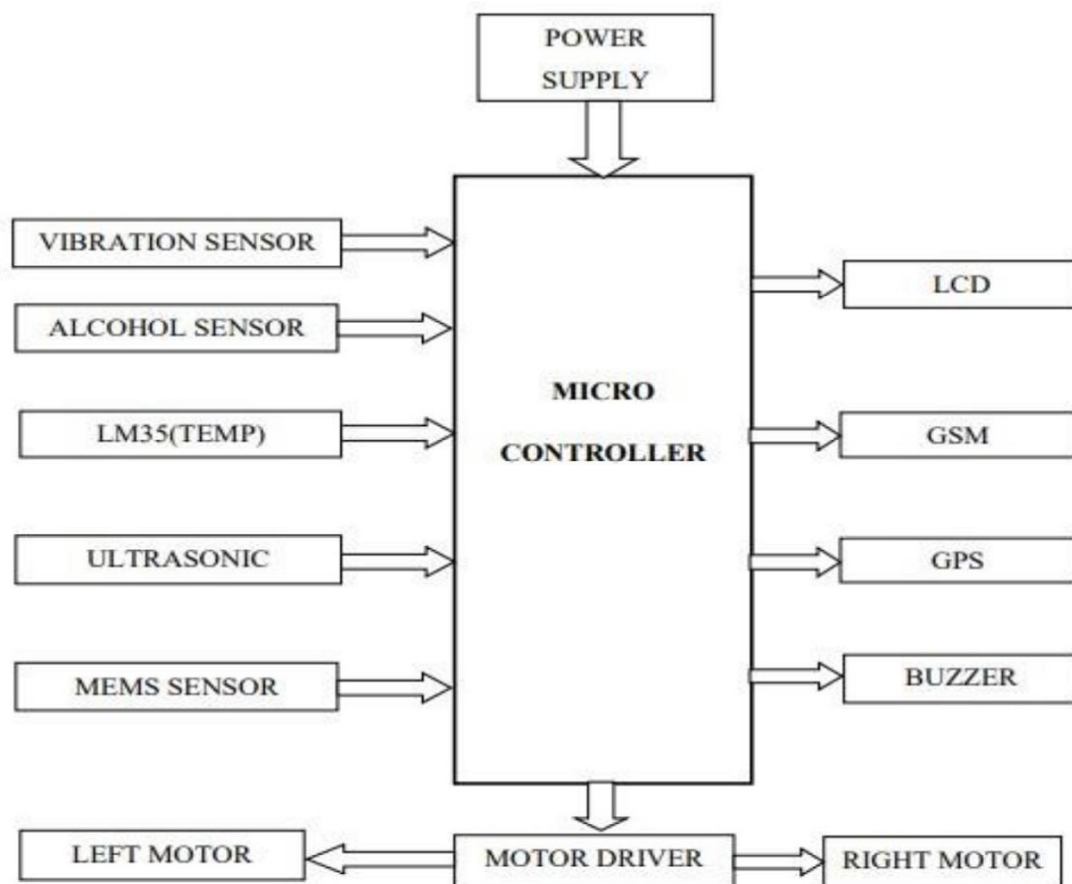 POWER
SUPPLY
VIBRATION SENSOR
ALCOHOL SENSOR
LM35(TEMP)
ULTRASONIC
MEMS SENSOR
MICRO
CONTROLLER
LCD
GSM
GPS
BUZZER
LEFT MOTOR
MOTOR DRIVER
RIGHT MOTOR